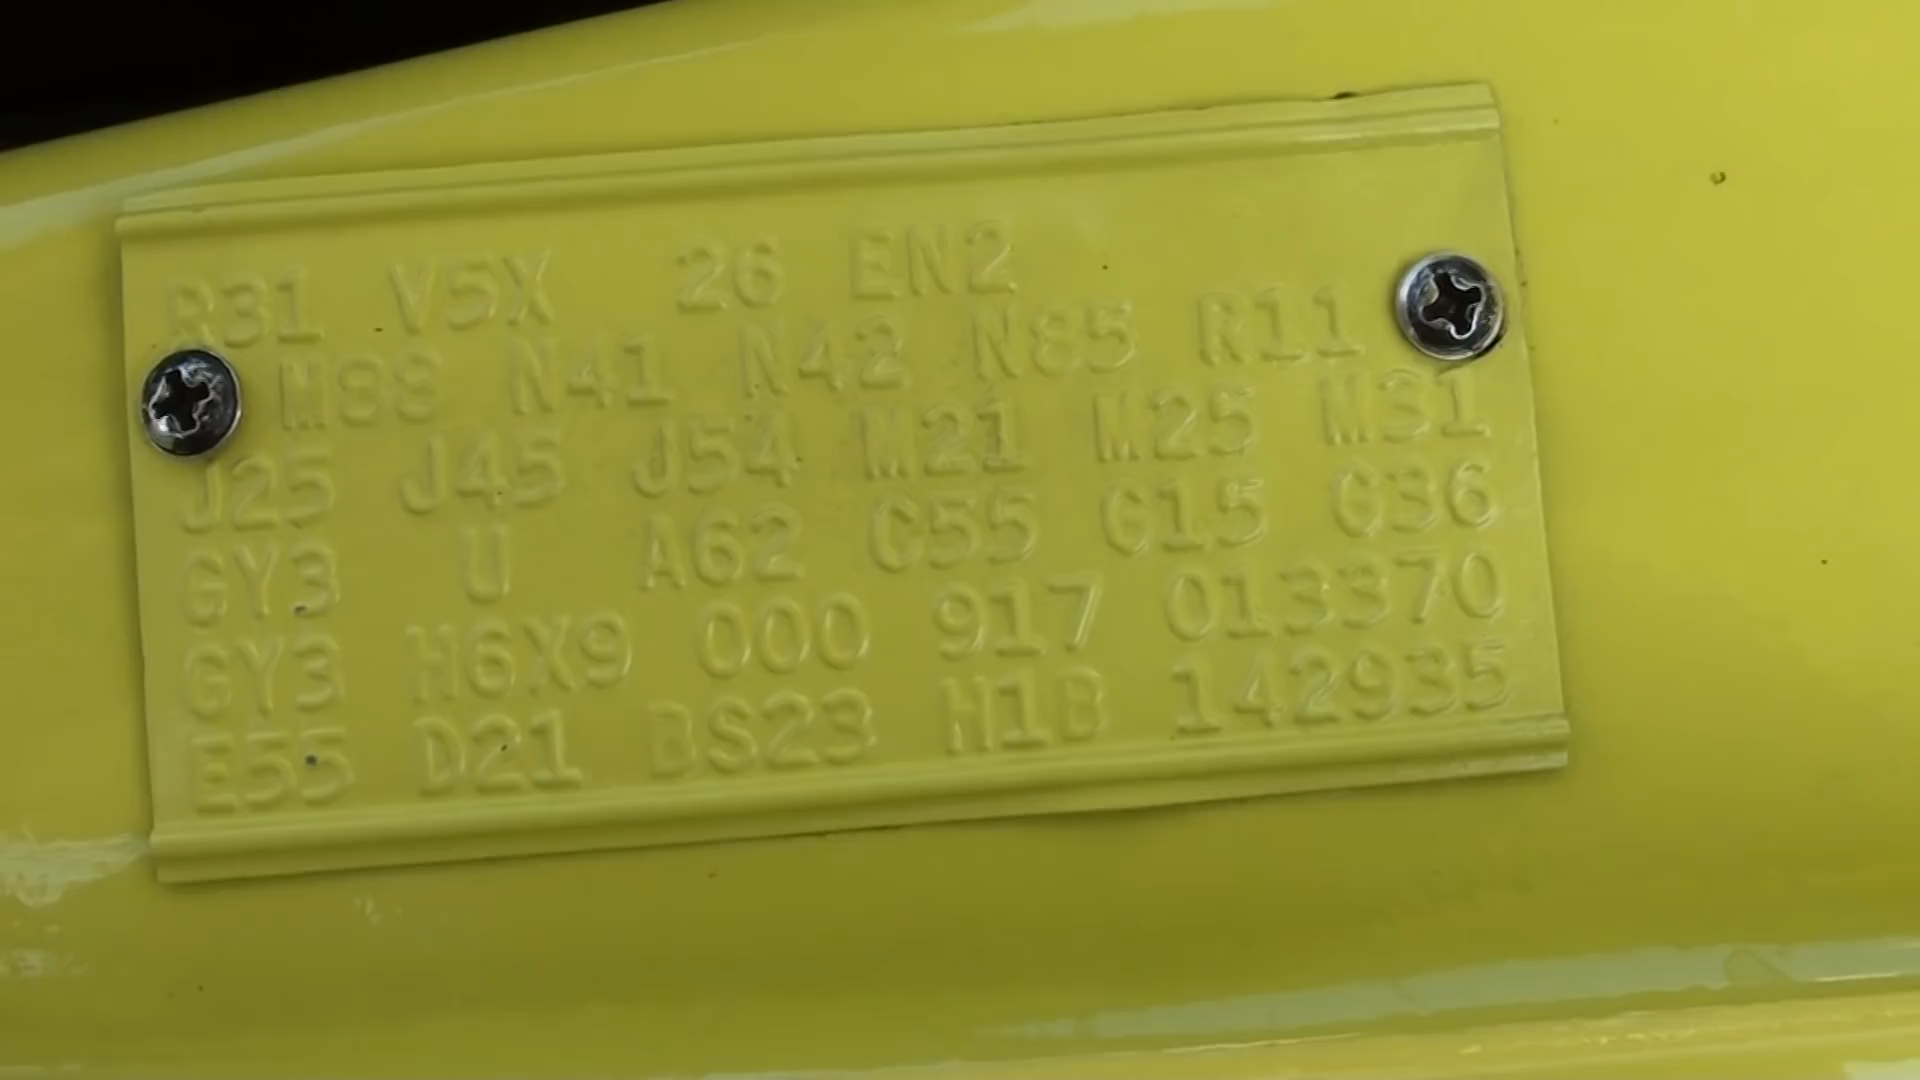 R31 V5X 26 EN2
M88 N41 N42 N85 R11
J25 J45 J54 M21 M25 M31
GY3 U A62 C55 G15 G36
GY3 H6X9 000 917 013370
E55 D21 BS23 H1B 142935